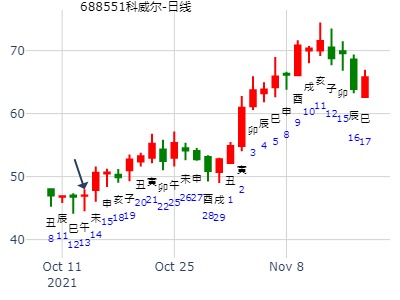 688551科威尔-日线
70
60
50
40
丑 辰 巳 午 未 申 亥 子 丑 寅 卯 午 未 申 酉 戌 丑 寅 卯 辰 巳 申 酉 戌 亥 子 卯 辰 巳
8 11 12 13 14 15 18 19 20 21 22 25 26 27 28 29 1 2 3 4 5 8 9 10 11 12 15 16 17
Oct 11
2021
Oct 25
Nov 8